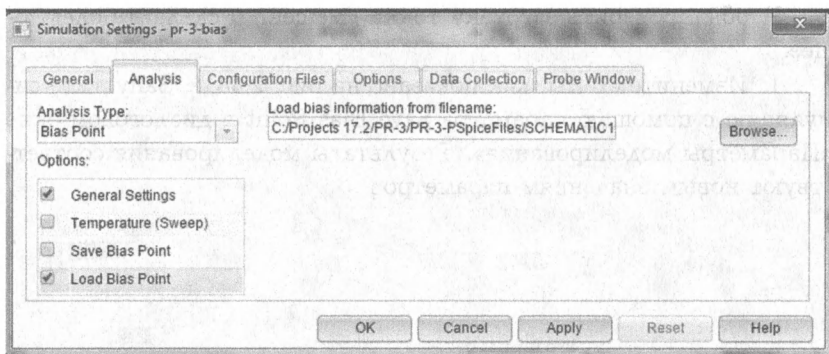 Simulation Settings - pr-3-bias
General Analysis Configuration Files Options Data Collection Probe Window
Analysis Type:
Bias Point
Load bias information from filename:
C:/Projects 17.2/PR-3/PR-3-PSpiceFiles/SCHEMATIC1
Browse...
Options:
General Settings
Temperature (Sweep)
Save Bias Point
Load Bias Point
OK Cancel Apply Reset Help